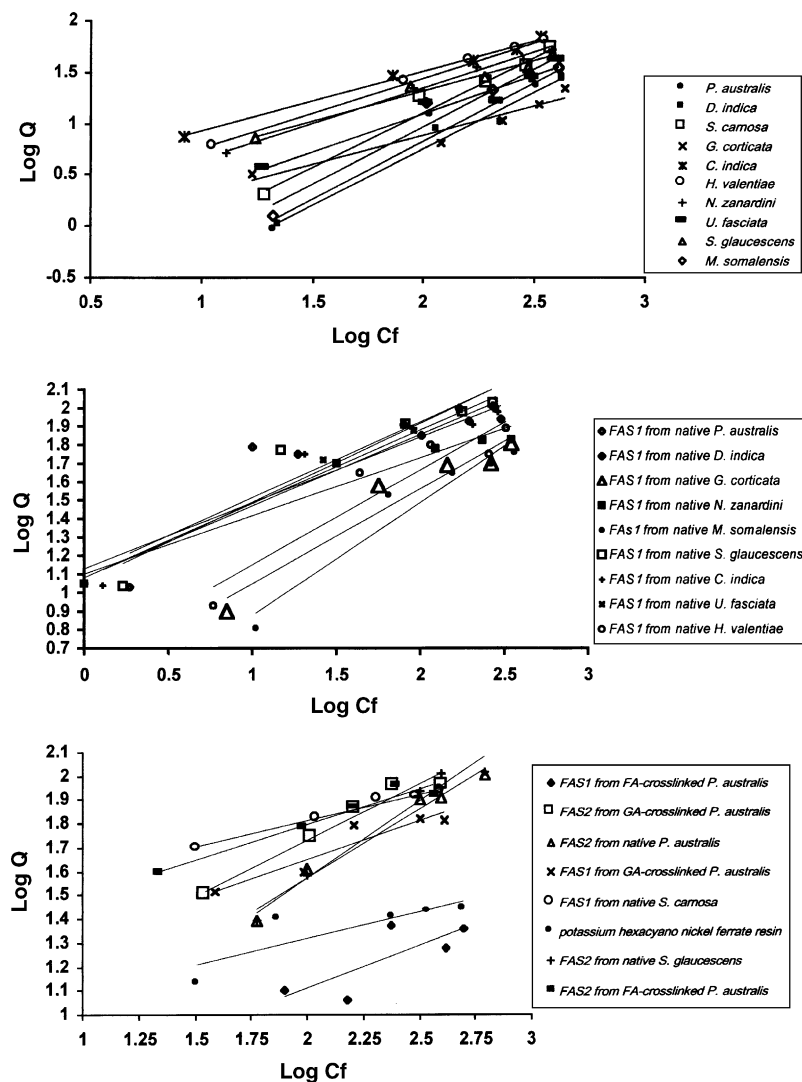 2
1.5
1
0.5
0
-0.5
Log Q
0.5
1
1.5
2
2.5
3
Log Cf
P. australis
D. indica
S. carnosa
G. corticata
C. indica
H. valentiae
N. zanardini
U. fasciata
S. glaucescens
M. somalensis
2.1
2
1.9
1.8
1.7
1.6
1.5
1.4
1.3
1.2
1.1
1
0.9
0.8
0.7
Log Q
0
0.5
1
1.5
2
2.5
3
Log Cf
FAS1 from native P. australis
FAS1 from native D. indica
FAS1 from native G. corticata
FAS1 from native N. zanardini
FAs1 from native M. somalensis
FAS1 from native S. glaucescens
FAS1 from native C. indica
FAS1 from native U. fasciata
FAS1 from native H. valentiae
2.1
2
1.9
1.8
1.7
1.6
1.5
1.4
1.3
1.2
1.1
1
Log Q
1
1.25
1.5
1.75
2
2.25
2.5
2.75
3
Log Cf
FAS1 from FA-crosslinked P. australis
FAS2 from GA-crosslinked P. australis
FAS2 from native P. australis
FAS1 from GA-crosslinked P. australis
FAS1 from native S. carnosa
potassium hexacyano nickel ferrate resin
FAS2 from native S. glaucescens
FAS2 from FA-crosslinked P. australis